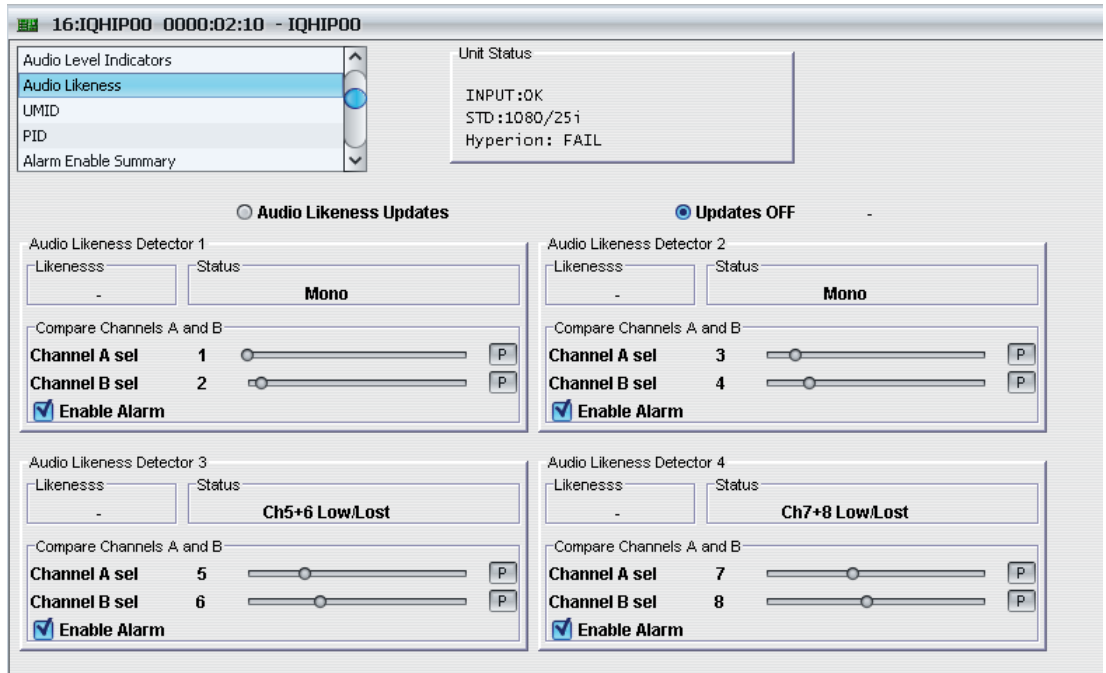 16:IQHIP00 0000:02:10 - IQHIP00
Audio Level Indicators
Audio Likeness
UMID
PID
Alarm Enable Summary
Unit Status
INPUT:OK
STD:1080/25i
Hyperion: FAIL
Audio Likeness Updates
Updates OFF -
Audio Likeness Detector 1
Likenesss Status
- Mono
Compare Channels A and B
Channel A sel 1 P
Channel B sel 2 P
Enable Alarm
Audio Likeness Detector 2
Likenesss Status
- Mono
Compare Channels A and B
Channel A sel 3 P
Channel B sel 4 P
Enable Alarm
Audio Likeness Detector 3
Likenesss Status
- Ch5+6 Low/Lost
Compare Channels A and B
Channel A sel 5 P
Channel B sel 6 P
Enable Alarm
Audio Likeness Detector 4
Likenesss Status
- Ch7+8 Low/Lost
Compare Channels A and B
Channel A sel 7 P
Channel B sel 8 P
Enable Alarm